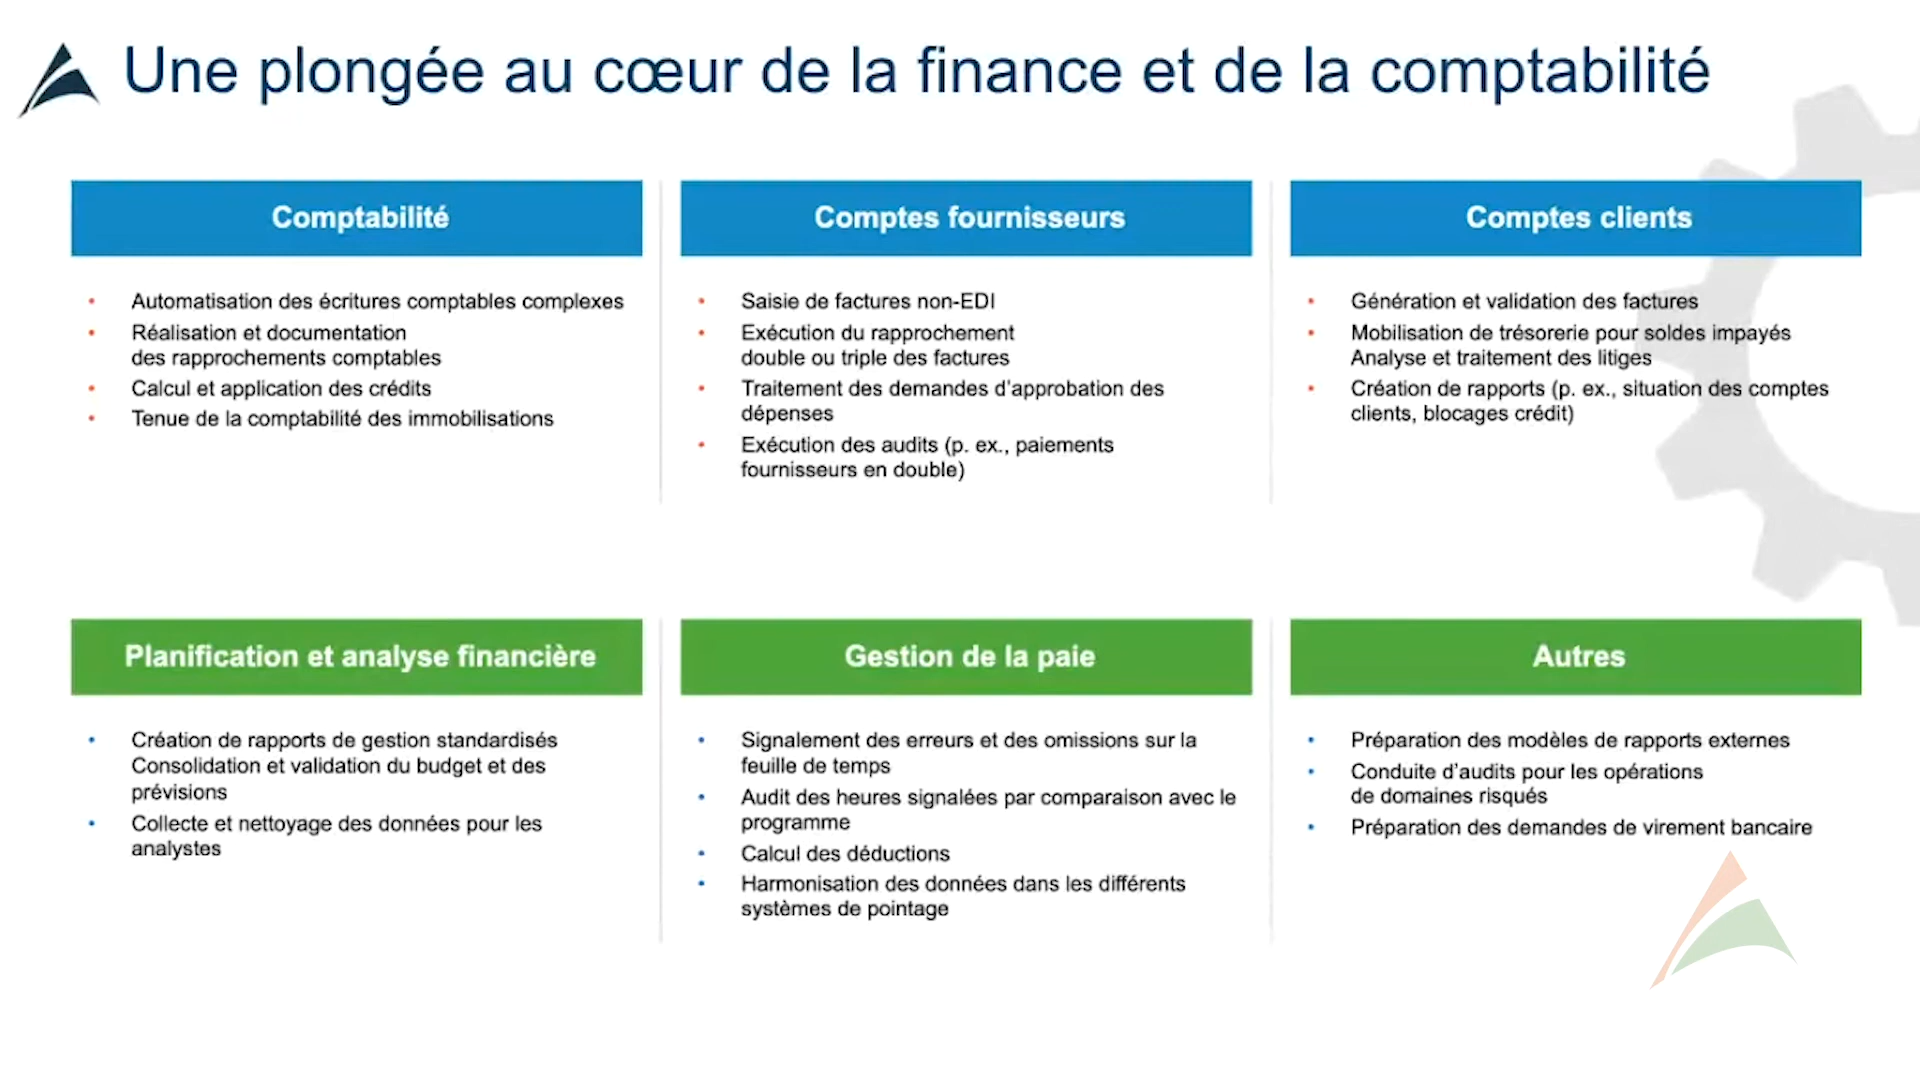 Une plongée au cœur de la finance et de la comptabilité
Comptabilité
Automatisation des écritures comptables complexes
Réalisation et documentation
des rapprochements comptables
Calcul et application des crédits
Tenue de la comptabilité des immobilisations
Comptes fournisseurs
Saisie de factures non-EDI
Exécution du rapprochement
double ou triple des factures
Traitement des demandes d'approbation des
dépenses
Exécution des audits (p. ex., paiements
fournisseurs en double)
Comptes clients
Génération et validation des factures
Mobilisation de trésorerie pour soldes impayés
Analyse et traitement des litiges
Création de rapports (p. ex., situation des comptes
clients, blocages crédit)
Planification et analyse financière
Création de rapports de gestion standardisés
Consolidation et validation du budget et des
prévisions
Collecte et nettoyage des données pour les
analystes
Gestion de la paie
Signalement des erreurs et des omissions sur la
feuille de temps
Audit des heures signalées par comparaison avec le
programme
Calcul des déductions
Harmonisation des données dans les différents
systèmes de pointage
Autres
Préparation des modèles de rapports externes
Conduite d'audits pour les opérations
de domaines risqués
Préparation des demandes de virement bancaire